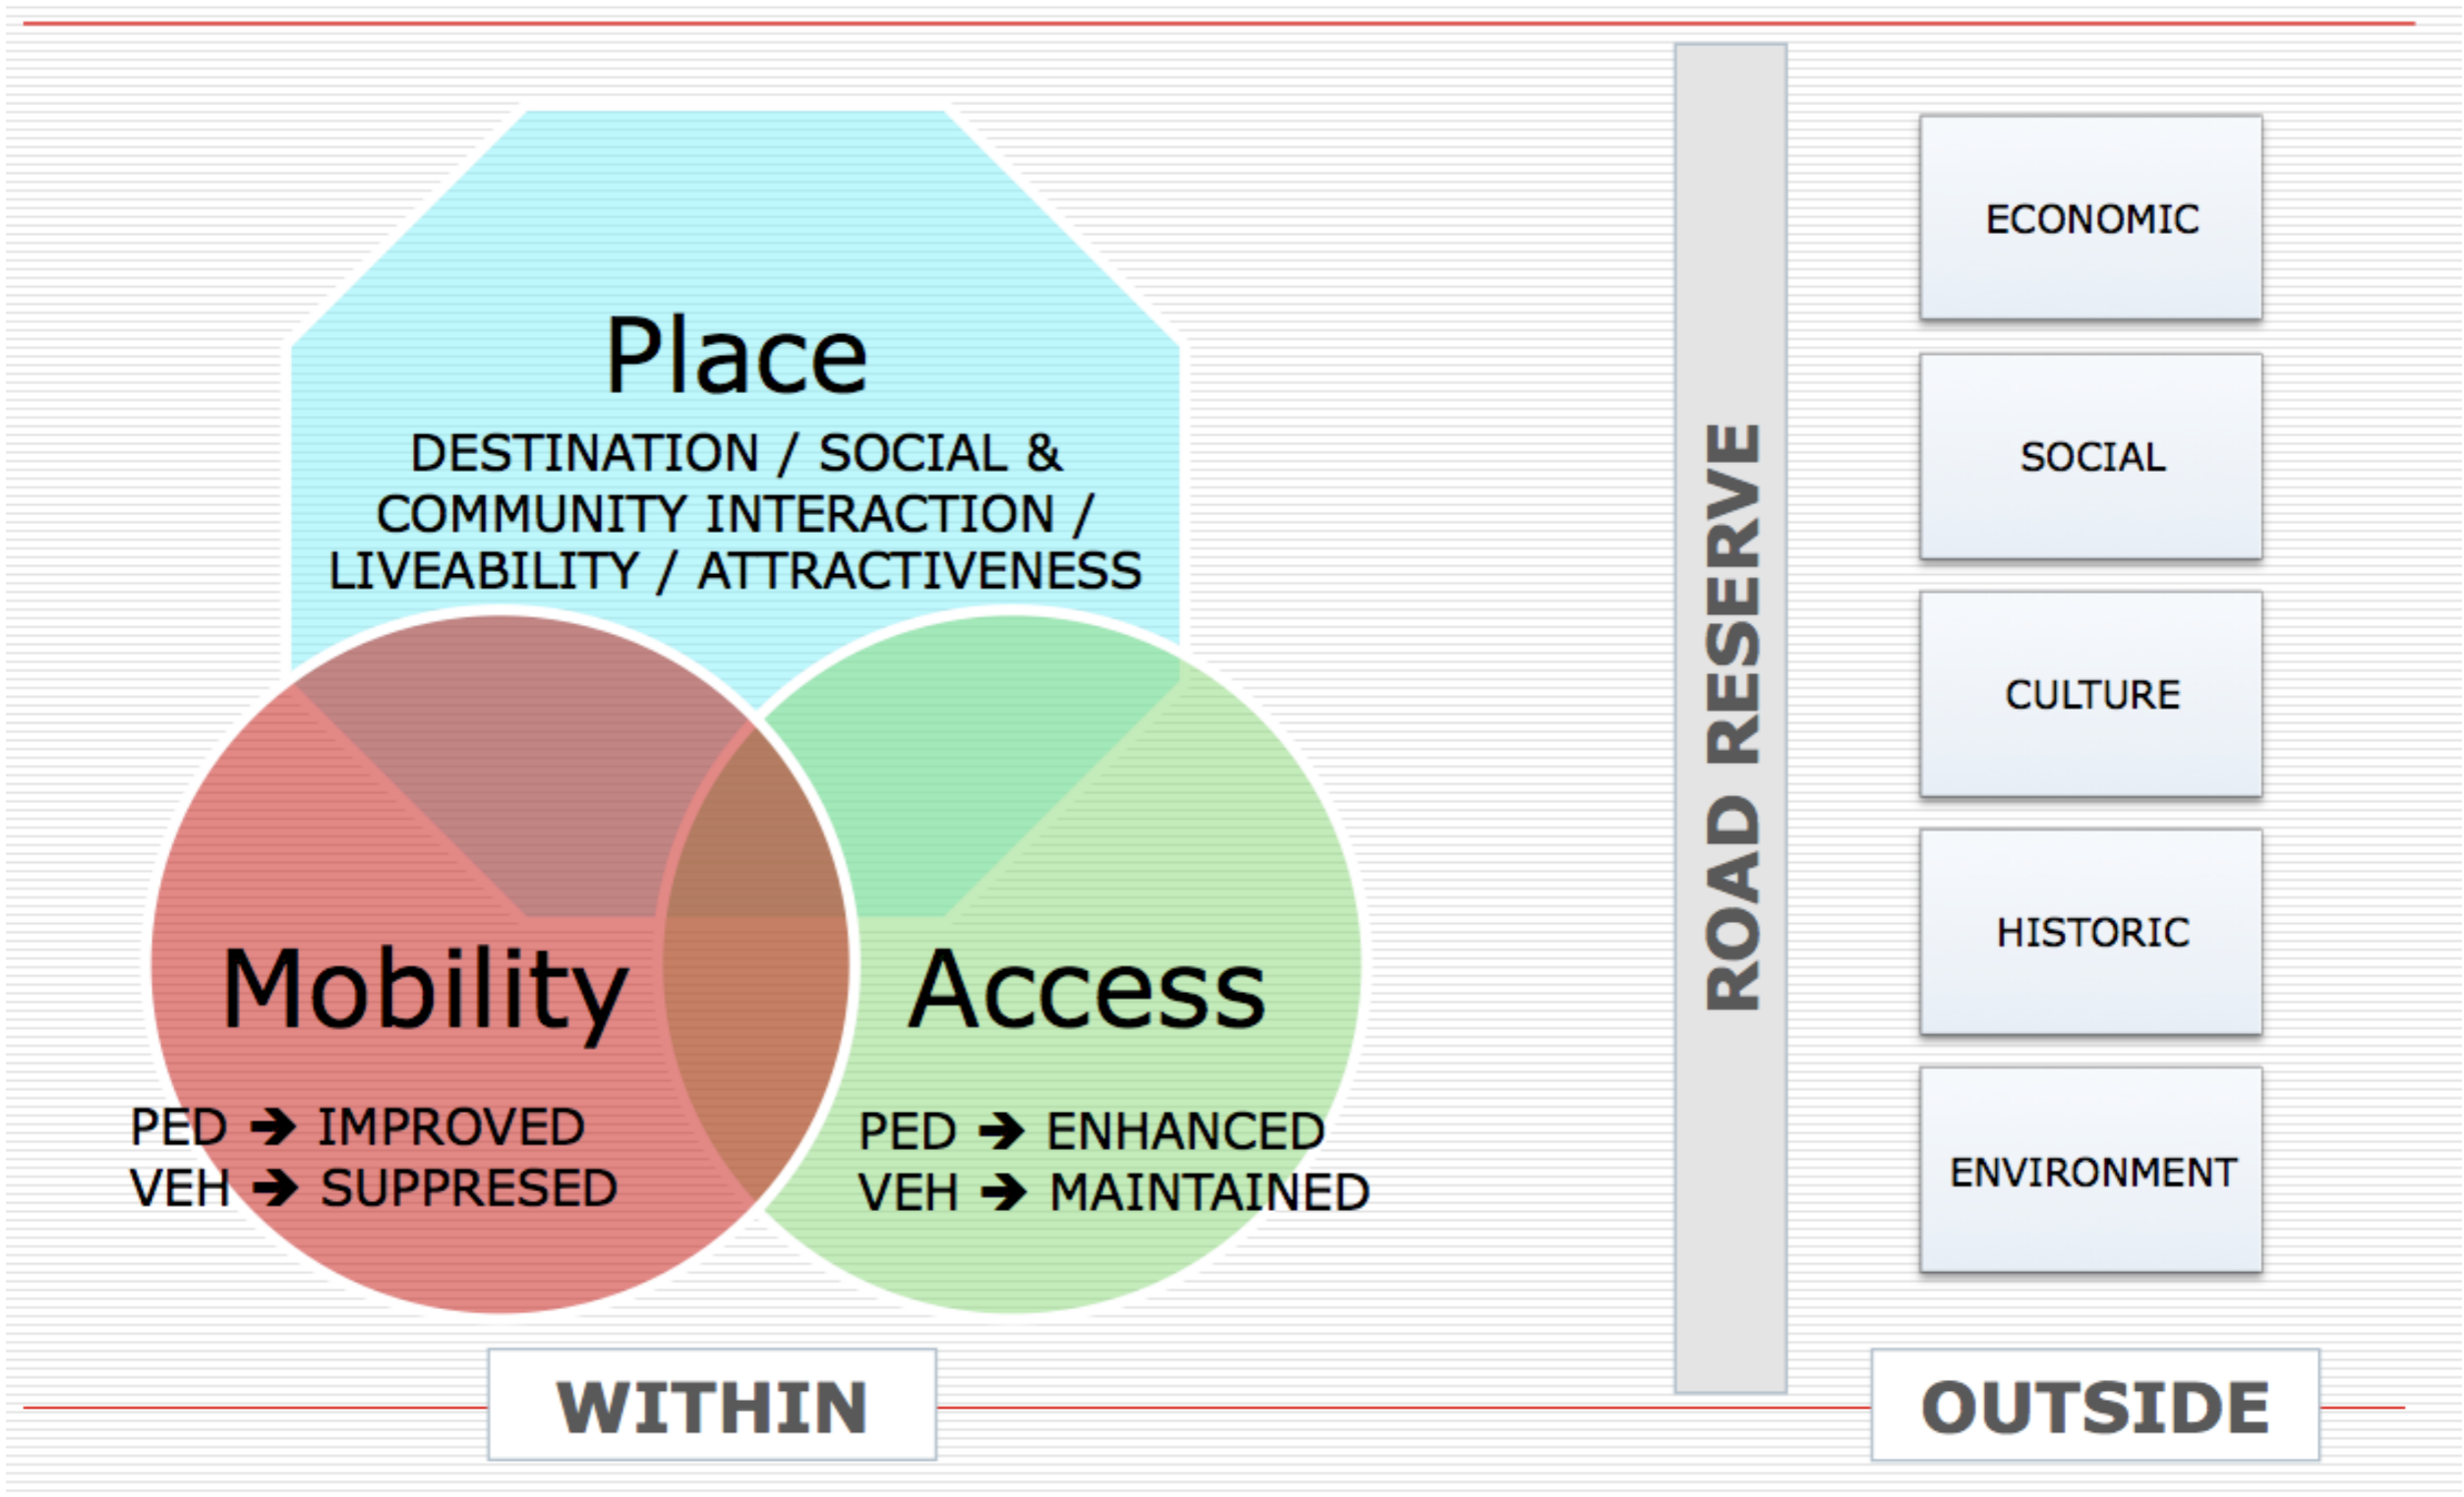 Place
DESTINATION / SOCIAL &
COMMUNITY INTERACTION /
LIVEABILITY / ATTRACTIVENESS
Mobility
PED ➔ IMPROVED
VEH ➔ SUPPRESED
Access
PED ➔ ENHANCED
VEH ➔ MAINTAINED
WITHIN
ROAD RESERVE
ECONOMIC
SOCIAL
CULTURE
HISTORIC
ENVIRONMENT
OUTSIDE